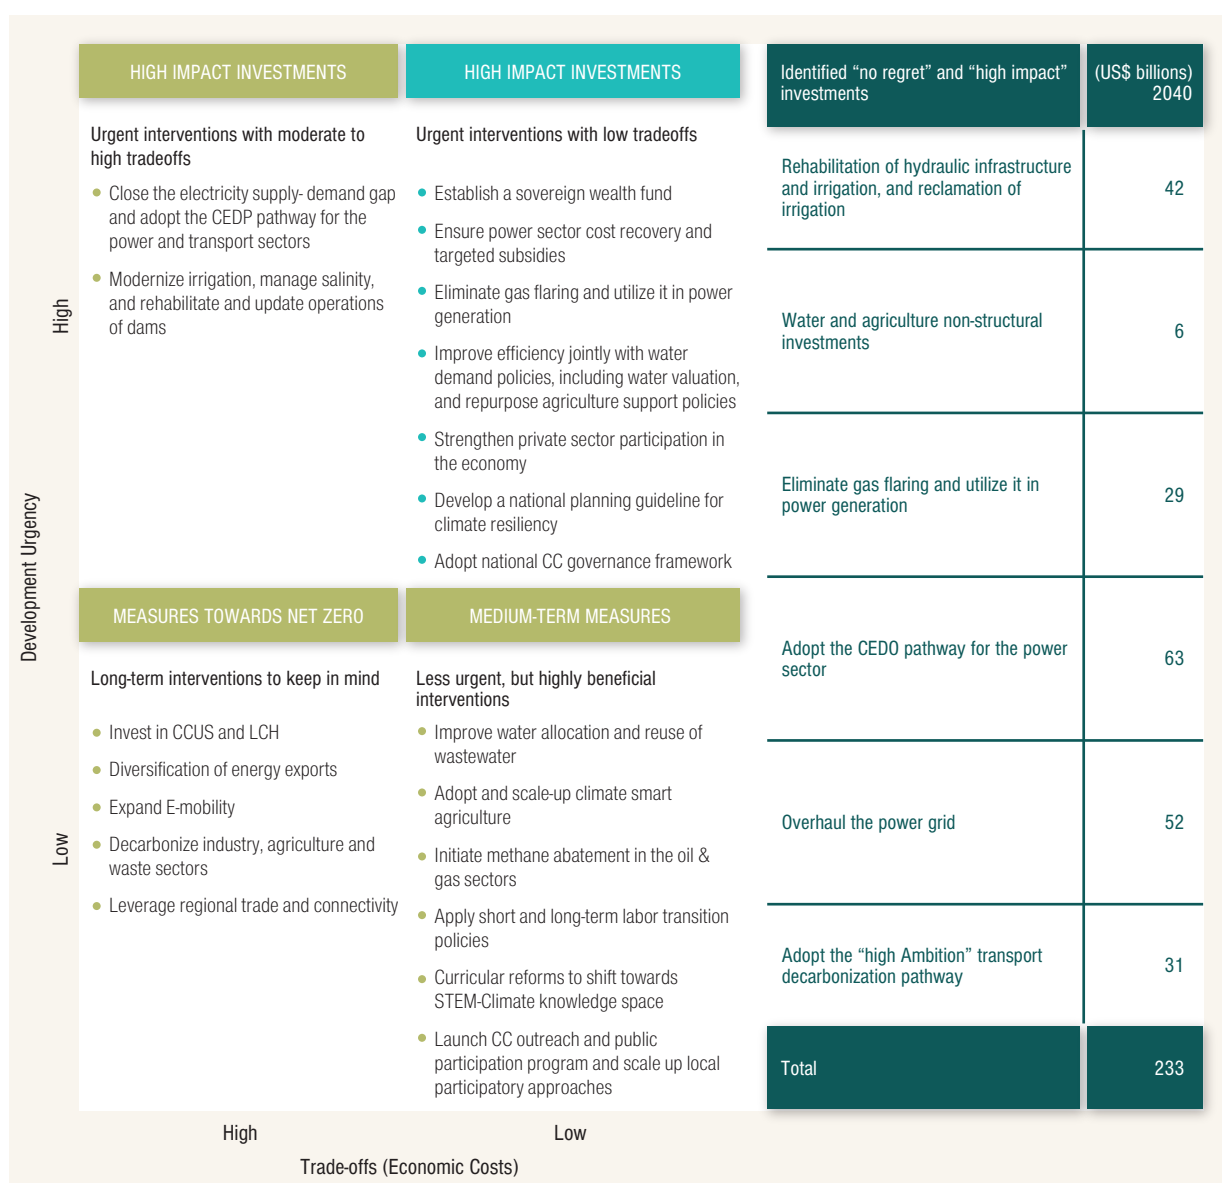 HIGH IMPACT INVESTMENTS
Urgent interventions with moderate to
high tradeoffs
• Close the electricity supply- demand gap
and adopt the CEDP pathway for the
power and transport sectors
• Modernize irrigation, manage salinity,
and rehabilitate and update operations
of dams
HIGH IMPACT INVESTMENTS
Urgent interventions with low tradeoffs
• Establish a sovereign wealth fund
• Ensure power sector cost recovery and
targeted subsidies
• Eliminate gas flaring and utilize it in power
generation
• Improve efficiency jointly with water
demand policies, including water valuation,
and repurpose agriculture support policies
• Strengthen private sector participation in
the economy
• Develop a national planning guideline for
climate resiliency
• Adopt national CC governance framework
MEASURES TOWARDS NET ZERO
Long-term interventions to keep in mind
• Invest in CCUS and LCH
• Diversification of energy exports
• Expand E-mobility
• Decarbonize industry, agriculture and
waste sectors
• Leverage regional trade and connectivity
MEDIUM-TERM MEASURES
Less urgent, but highly beneficial
interventions
• Improve water allocation and reuse of
wastewater
• Adopt and scale-up climate smart
agriculture
• Initiate methane abatement in the oil &
gas sectors
• Apply short and long-term labor transition
policies
• Curricular reforms to shift towards
STEM-Climate knowledge space
• Launch CC outreach and public
participation program and scale up local
participatory approaches
Development Urgency
High
Low
High
Low
Trade-offs (Economic Costs)
Identified “no regret” and “high impact”
investments
(US$ billions)
2040
Rehabilitation of hydraulic infrastructure
and irrigation, and reclamation of
irrigation
42
Water and agriculture non-structural
investments
6
Eliminate gas flaring and utilize it in
power generation
29
Adopt the CEDO pathway for the power
sector
63
Overhaul the power grid
52
Adopt the “high Ambition” transport
decarbonization pathway
31
Total
233